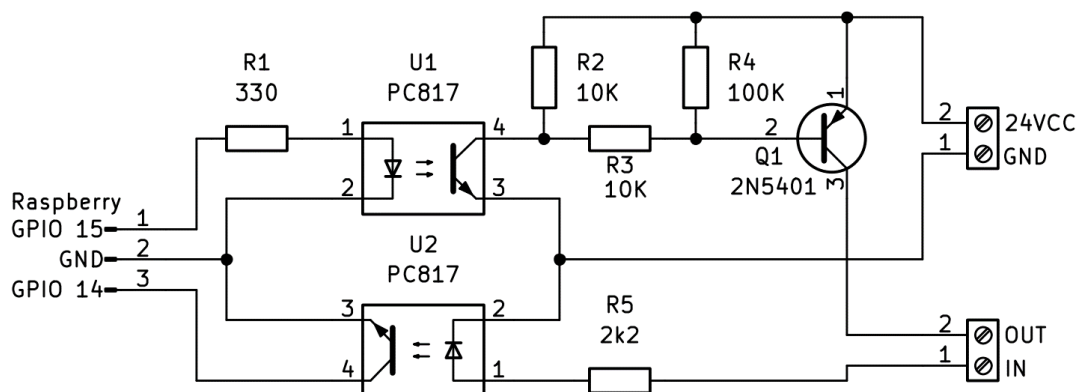 R1
330
U1
PC817
R2
10K
R4
100K
1
4
1
2
2
24VCC
1
GND
Q1
2N5401
3
R3
10K
2
3
Raspberry
GPIO 15
1
GND
2
GPIO 14
3
U2
PC817
3
2
R5
2k2
4
1
2
OUT
1
IN